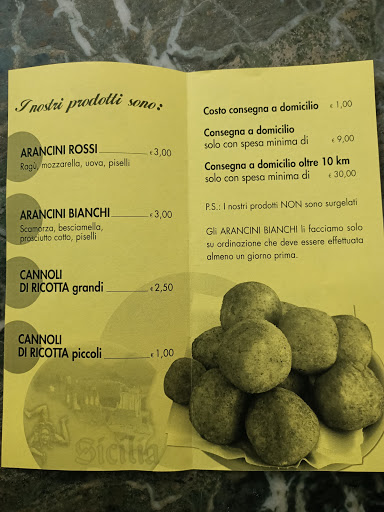 I nostri prodotti sono:
ARANCINI ROSSI € 3,00
Ragù, mozzarella, uova, piselli
ARANCINI BIANCHI € 3,00
Scamorza, besciamella,
prosciutto cotto, piselli
CANNOLI
DI RICOTTA grandi € 2,50
CANNOLI
DI RICOTTA piccoli € 1,00
Sicilia
Costo consegna a domicilio € 1,00
Consegna a domicilio
solo con spesa minima di € 9,00
Consegna a domicilio oltre 10 km
solo con spesa minima di € 30,00
P.S.: I nostri prodotti NON sono surgelati
Gli ARANCINI BIANCHI li facciamo solo
su ordinazione che deve essere effettuata
almeno un giorno prima.